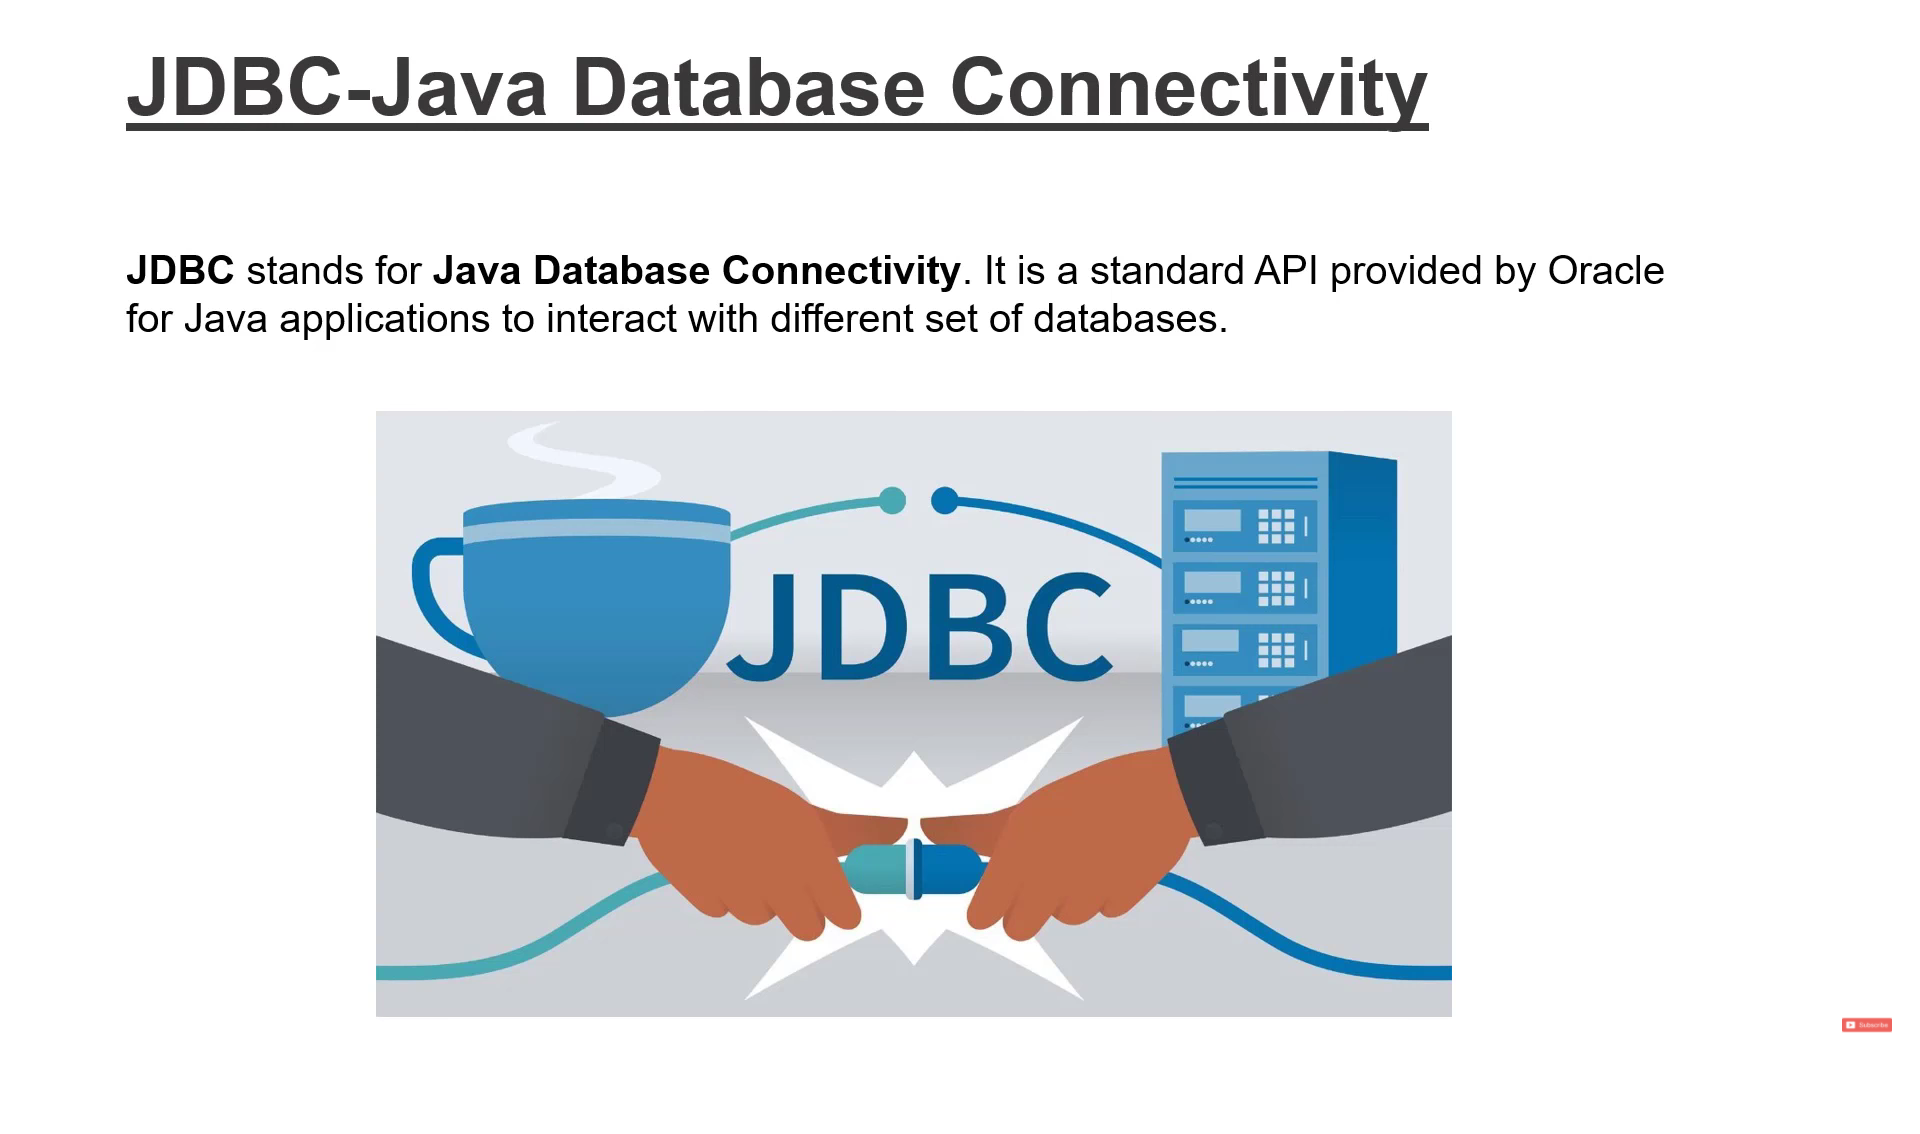 JDBC-Java Database Connectivity
JDBC stands for Java Database Connectivity. It is a standard API provided by Oracle
for Java applications to interact with different set of databases.
JDBC
Subscribe